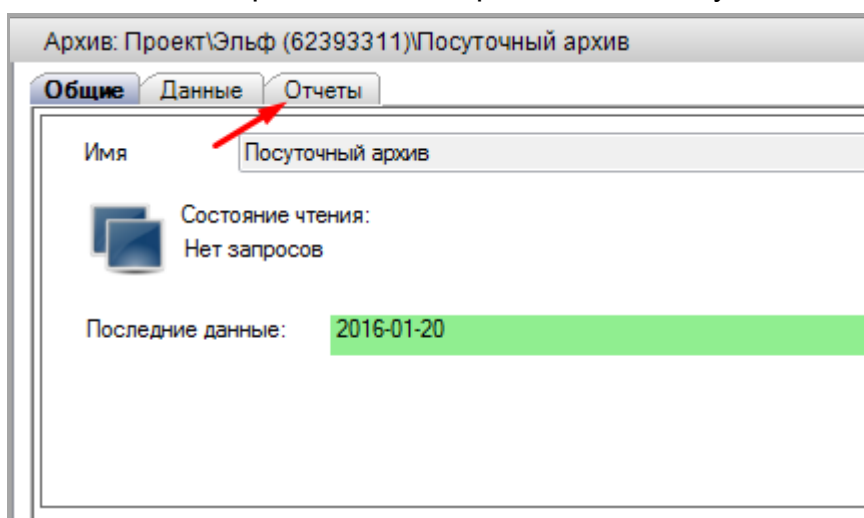 Архив: Проект\Эльф (62393311)\Посуточный архив
Общие Данные Отчеты
Имя Посуточный архив
Состояние чтения:
Нет запросов
Последние данные: 2016-01-20